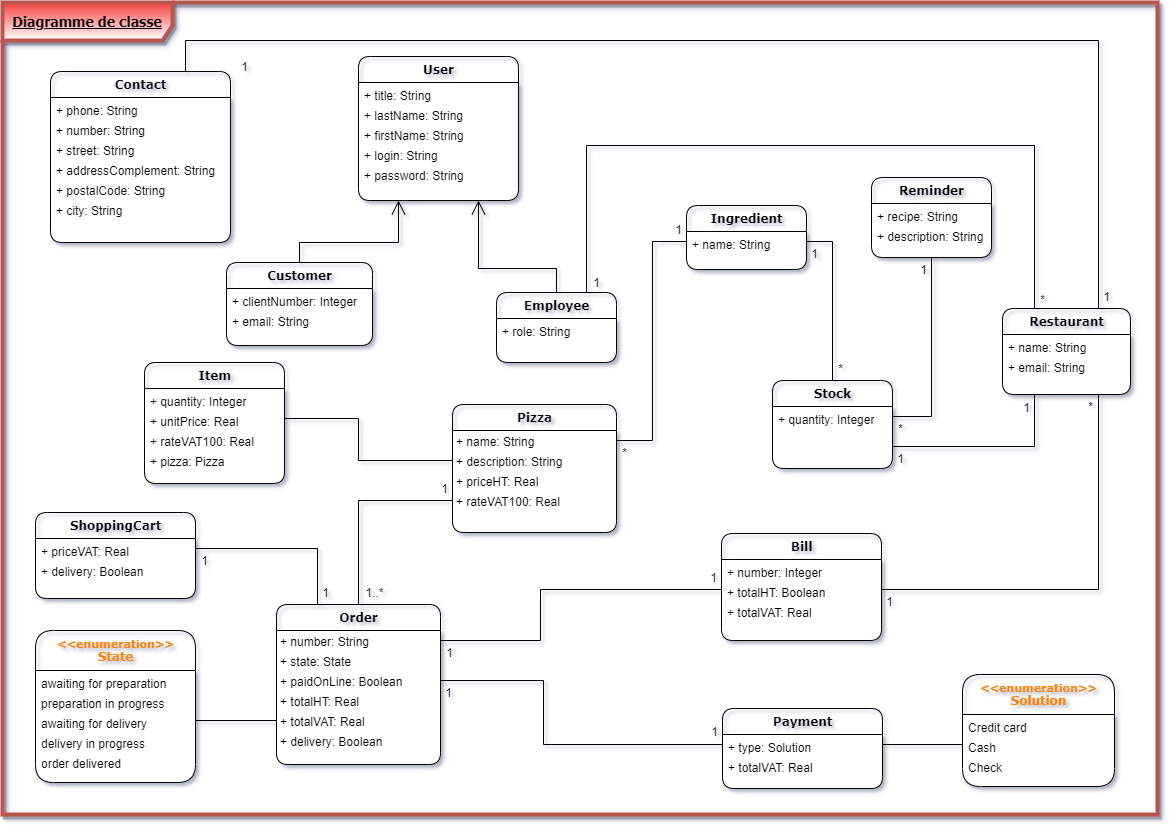 Diagramme de classe
Contact
+ phone: String
+ number: String
+ street: String
+ addressComplement: String
+ postalCode: String
+ city: String
1
User
+ title: String
+ lastName: String
+ firstName: String
+ login: String
+ password: String
Customer
+ clientNumber: Integer
+ email: String
Employee
+ role: String
1
Ingredient
+ name: String
1
1
Reminder
+ recipe: String
+ description: String
1
Restaurant
+ name: String
+ email: String
*
1
1
*
Stock
+ quantity: Integer
*
*
1
Item
+ quantity: Integer
+ unitPrice: Real
+ rateVAT100: Real
+ pizza: Pizza
Pizza
+ name: String
+ description: String
+ priceHT: Real
+ rateVAT100: Real
*
1
ShoppingCart
+ priceVAT: Real
+ delivery: Boolean
1
1
1..*
Bill
+ number: Integer
+ totalHT: Boolean
+ totalVAT: Real
1
1
Order
+ number: String
+ state: State
+ paidOnLine: Boolean
+ totalHT: Real
+ totalVAT: Real
+ delivery: Boolean
1
1
<<enumeration>>
State
awaiting for preparation
preparation in progress
awaiting for delivery
delivery in progress
order delivered
Payment
+ type: Solution
+ totalVAT: Real
1
<<enumeration>>
Solution
Credit card
Cash
Check